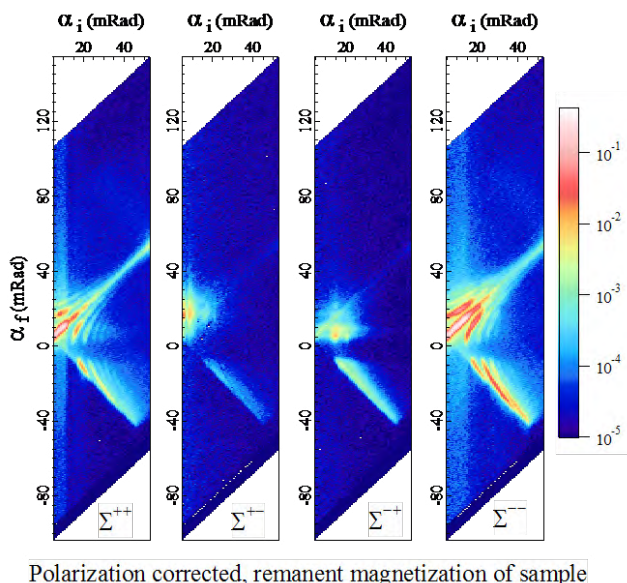 α i (mRad) α i (mRad) α i (mRad) α i (mRad)
20 40 20 40 20 40 20 40
α f (mRad)
120 120 120 120
80 80 80 80
40 40 40 40
0 0 0 0
-40 -40 -40 -40
-80 -80 -80 -80
10⁻¹
10⁻²
10⁻³
10⁻⁴
10⁻⁵
Σ⁺⁺ Σ⁺⁻ Σ⁻⁺ Σ⁻⁻
Polarization corrected, remanent magnetization of sample